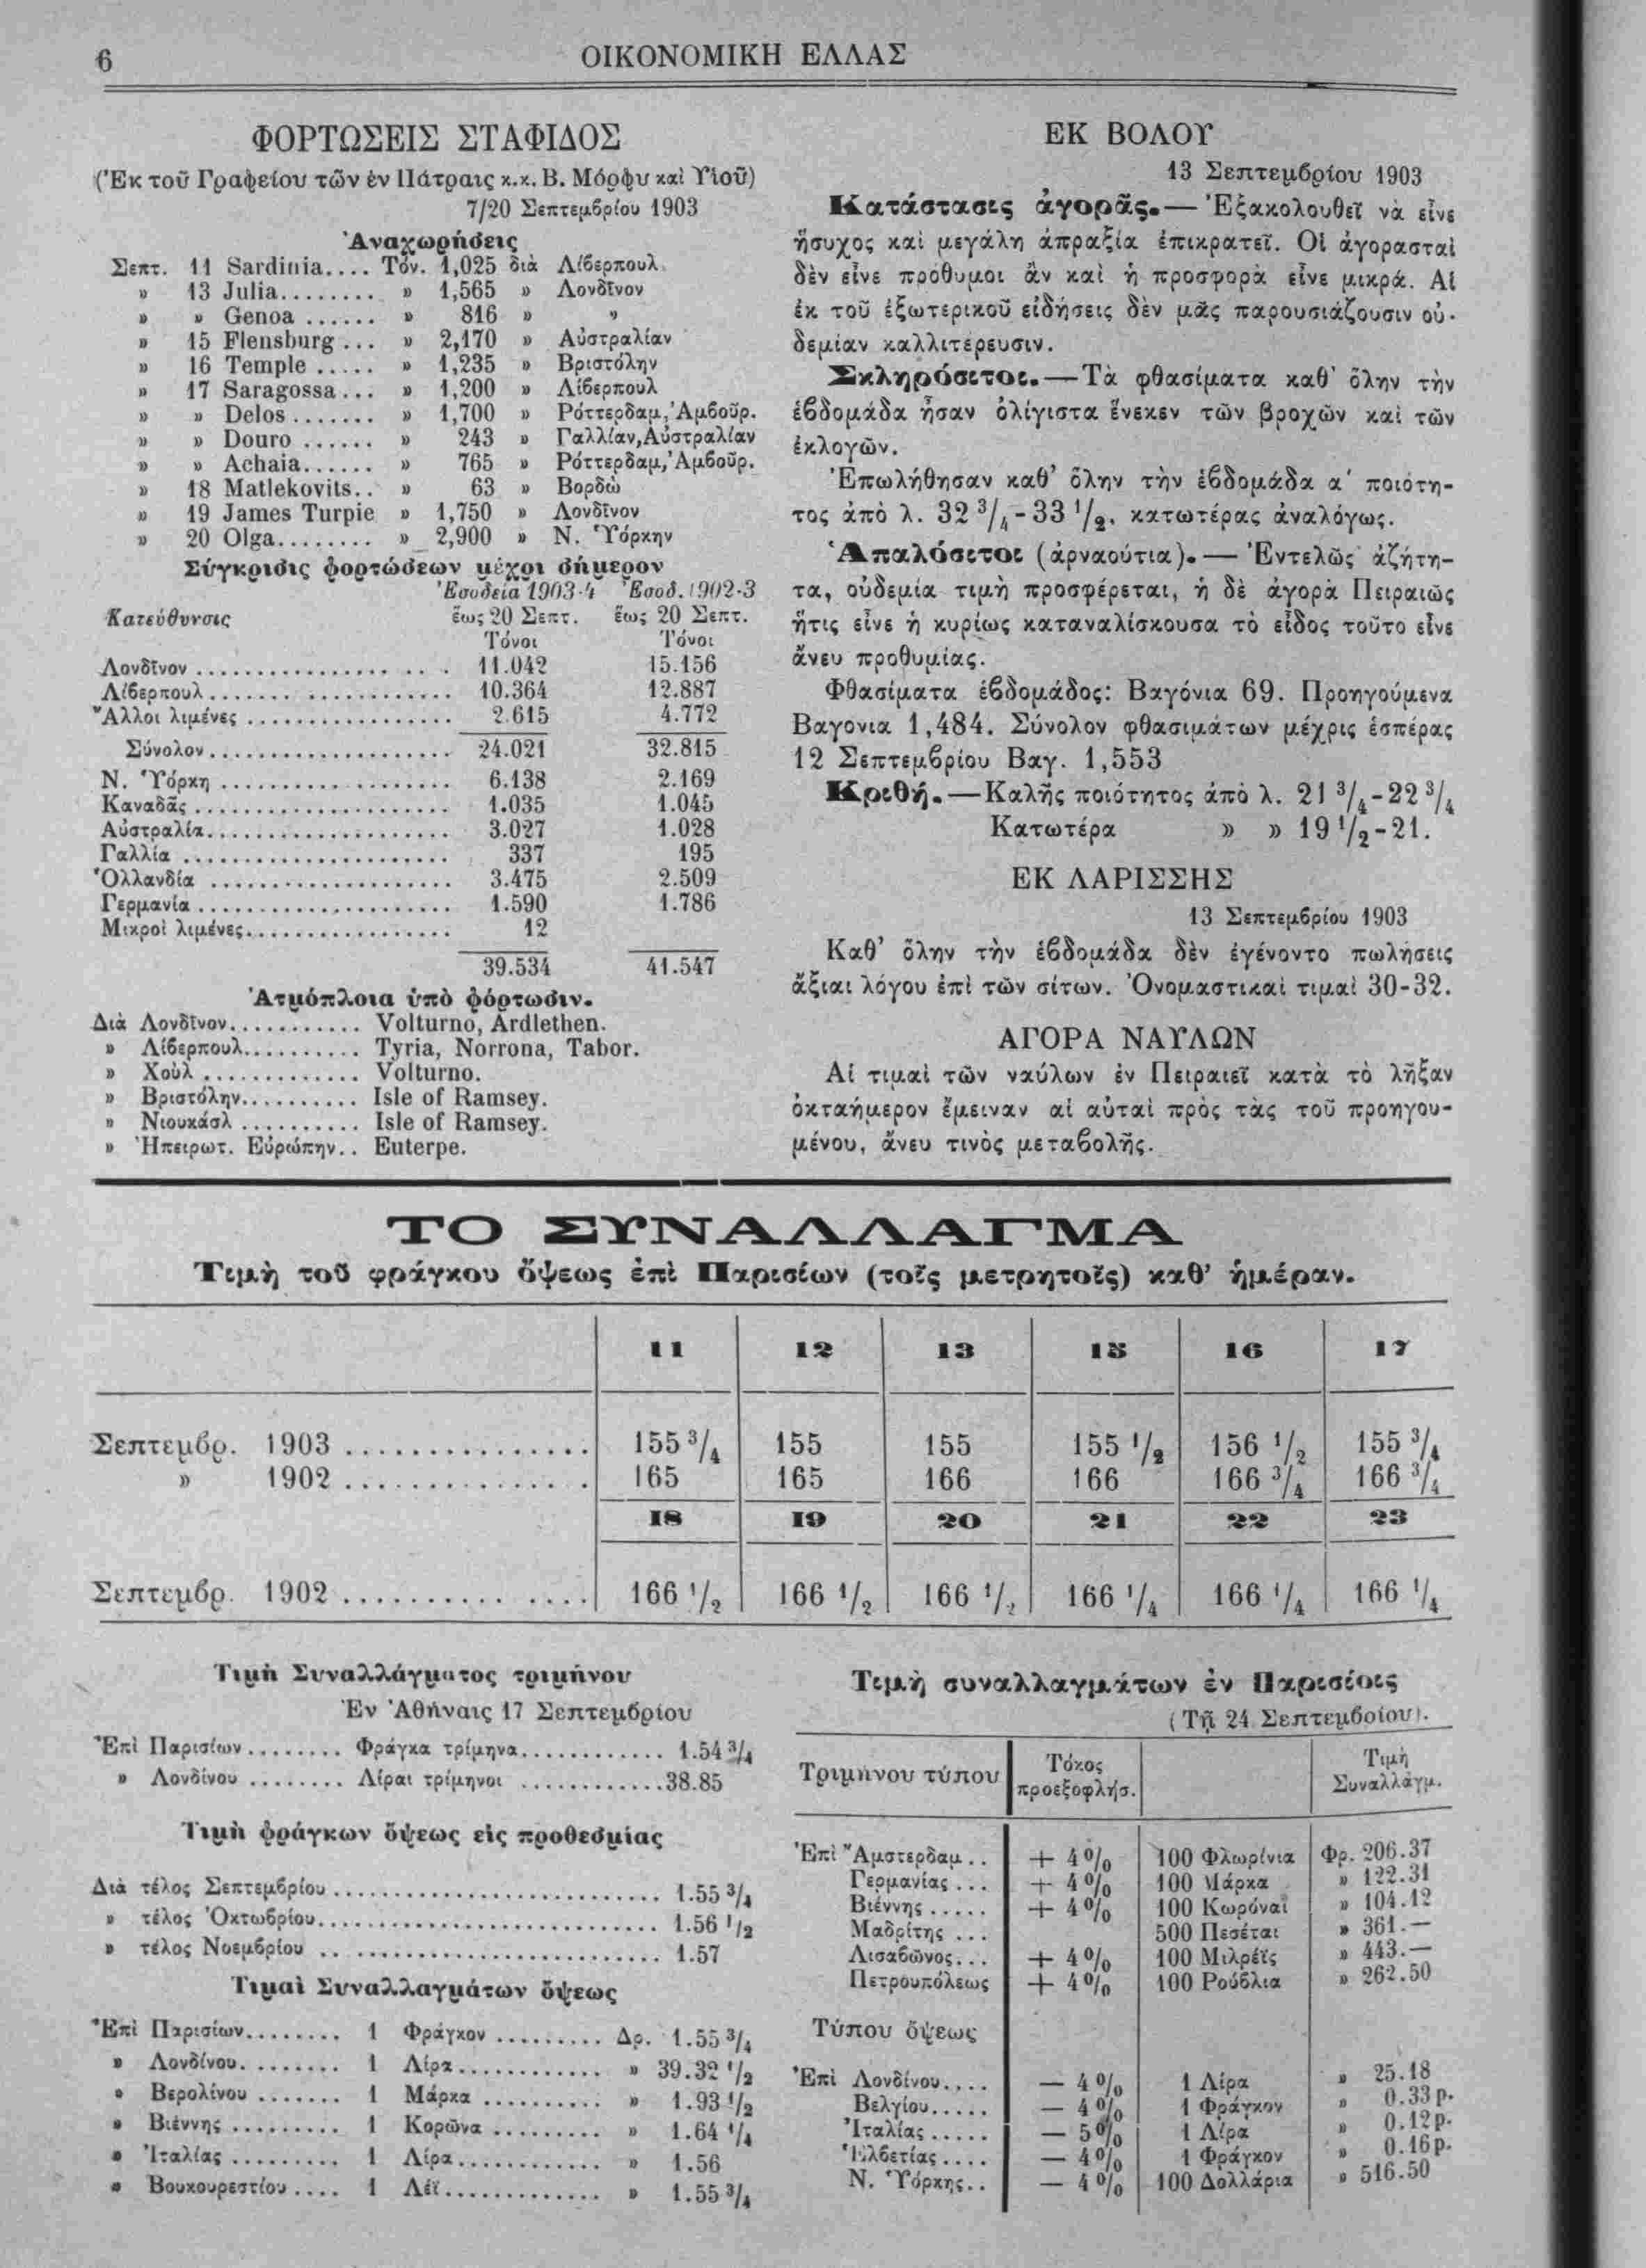 6
ΟΙΚΟΝΟΜΙΚΗ ΕΛΛΑΣ
ΦΟΡΤΩΣΕΙΣ ΣΤΑΦΙΔΟΣ
(Ἐκ τοῦ Γραφείου τῶν ἐν Πάτραις κ.κ. Β. Μόρφυ καὶ Υἱοῦ)
7/20 Σεπτεμβρίου 1903
Ἀναχωρήσεις
Σεπτ. 11 Sardinia.... Τόν. 1,025 διὰ Λίβερπουλ
» 13 Julia........ » 1,565 » Λονδῖνον
» » Genoa ...... » 816 » »
» 15 Flensburg ... » 2,170 » Αὐστραλίαν
» 16 Temple ..... » 1,235 » Βριστόλην
» 17 Saragossa... » 1,200 » Λίβερπουλ
» » Delos....... » 1,700 » Ρόττερδαμ, Ἀμβοῦρ.
» » Douro ...... » 243 » Γαλλίαν, Αὐστραλίαν
» » Achaia...... » 765 » Ρόττερδαμ, Ἀμβοῦρ.
» 18 Matlekovits.. » 63 » Βορδὼ
» 19 James Turpie » 1,750 » Λονδῖνον
» 20 Olga........ » 2,900 » Ν. Ὑόρκην
Σύγκρισις φορτώσεων μέχρι σήμερον
Ἐσοδεία 1903-4 Ἐσοδ. 1902-3
Κατεύθυνσις ἕως 20 Σεπτ. ἕως 20 Σεπτ.
Τόνοι Τόνοι
Λονδῖνον .................. 11.042 15.156
Λίβερπουλ.................. 10.364 12.887
Ἄλλοι λιμένες ................. 2.615 4.772
Σύνολον.................... 24.021 32.815
Ν. Ὑόρκη ................... 6.138 2.169
Καναδᾶς ..................... 1.035 1.045
Αὐστραλία.................... 3.027 1.028
Γαλλία ...................... 337 195
Ὁλλανδία .................... 3.475 2.509
Γερμανία..................... 1.590 1.786
Μικροὶ λιμένες................. 12
39.534 41.547
Ἀτμόπλοια ὑπὸ φόρτωσιν.
Διὰ Λονδῖνον........... Volturno, Ardlethen.
» Λίβερπουλ.......... Tyria, Norrona, Tabor.
» Χοὺλ ............. Volturno.
» Βριστόλην.......... Isle of Ramsey.
» Νιουκάσλ .......... Isle of Ramsey.
» Ἠπειρωτ. Εὐρώπην.. Euterpe.
ΕΚ ΒΟΛΟΥ
13 Σεπτεμβρίου 1903
Κατάστασις ἀγορᾶς.— Ἐξακολουθεῖ νὰ εἶνε
ἥσυχος καὶ μεγάλη ἀπραξία ἐπικρατεῖ. Οἱ ἀγορασταὶ
δὲν εἶνε πρόθυμοι ἂν καὶ ἡ προσφορὰ εἶνε μικρά. Αἱ
ἐκ τοῦ ἐξωτερικοῦ εἰδήσεις δὲν μᾶς παρουσιάζουσιν οὐ-
δεμίαν καλλιτέρευσιν.
Σκληρόσιτοι.—Τὰ φθασίματα καθ' ὅλην τὴν
ἑβδομάδα ἦσαν ὀλίγιστα ἕνεκεν τῶν βροχῶν καὶ τῶν
ἐκλογῶν.
Ἐπωλήθησαν καθ' ὅλην τὴν ἑβδομάδα α' ποιότη-
τος ἀπὸ λ. 32 3/4-33 1/2, κατωτέρας ἀναλόγως.
Ἁπαλόσιτοι (ἀρναούτια).— Ἐντελῶς ἀζήτη-
τα, οὐδεμία τιμὴ προσφέρεται, ἡ δὲ ἀγορὰ Πειραιῶς
ἥτις εἶνε ἡ κυρίως καταναλίσκουσα τὸ εἶδος τοῦτο εἶνε
ἄνευ προθυμίας.
Φθασίματα ἑβδομάδος: Βαγόνια 69. Προηγούμενα
Βαγονια 1,484. Σύνολον φθασιμάτων μέχρις ἑσπέρας
12 Σεπτεμβρίου Βαγ. 1,553
Κριθή.—Καλῆς ποιότητος ἀπὸ λ. 21 3/4-22 3/4
Κατωτέρα » » 19 1/2-21.
ΕΚ ΛΑΡΙΣΣΗΣ
13 Σεπτεμβρίου 1903
Καθ' ὅλην τὴν ἑβδομάδα δὲν ἐγένοντο πωλήσεις
ἄξιαι λόγου ἐπὶ τῶν σίτων. Ὀνομαστικαὶ τιμαὶ 30-32.
ΑΓΟΡΑ ΝΑΥΛΩΝ
Αἱ τιμαὶ τῶν ναύλων ἐν Πειραιεῖ κατὰ τὸ λῆξαν
ὀκταήμερον ἔμειναν αἱ αὐταὶ πρὸς τὰς τοῦ προηγου-
μένου, ἄνευ τινὸς μεταβολῆς.
ΤΟ ΣΥΝΑΛΛΑΓΜΑ
Τιμὴ τοῦ φράγκου ὄψεως ἐπὶ Παρισίων (τοῖς μετρητοῖς) καθ' ἡμέραν.
11 12 13 15 16 17
Σεπτεμβρ. 1903 ............... 155 3/4 155 155 155 1/2 156 1/2 155 3/4
» 1902 ............... 165 165 166 166 166 3/4 166 3/4
18 19 20 21 22 23
Σεπτεμβρ. 1902 ............... 166 1/2 166 1/2 166 1/2 166 1/4 166 1/4 166 1/4
Τιμὴ Συναλλάγματος τριμήνου
Ἐν Ἀθήναις 17 Σεπτεμβρίου
Ἐπὶ Παρισίων........ Φράγκα τρίμηνα............ 1.54 3/4
» Λονδίνου ........ Λίραι τρίμηνοι ............38.85
Τιμὴ φράγκων ὄψεως εἰς προθεσμίας
Διὰ τέλος Σεπτεμβρίου........................... 1.55 3/4
» τέλος Ὀκτωβρίου............................ 1.56 1/2
» τέλος Νοεμβρίου ............................ 1.57
Τιμαὶ Συναλλαγμάτων ὄψεως
Ἐπὶ Παρισίων........ 1 Φράγκον ......... Δρ. 1.55 3/4
» Λονδίνου........ 1 Λίρα............ » 39.32 1/2
» Βερολίνου ....... 1 Μάρκα .......... » 1.93 1/2
» Βιέννης ......... 1 Κορῶνα ......... » 1.64 1/4
» Ἰταλίας ......... 1 Λίρα............ » 1.56
» Βουκουρεστίου .... 1 Λέϊ............. » 1.55 3/4
Τιμὴ συναλλαγμάτων ἐν Παρισίοις
(Τῇ 24 Σεπτεμβρίου).
Τριμήνου τύπου Τόκος προεξοφλήσ. Τιμὴ Συναλλάγμ.
Ἐπὶ Ἄμστερδαμ.. + 4% 100 Φλωρίνια Φρ. 206.37
Γερμανίας ... + 4% 100 Μάρκα » 122.31
Βιέννης ..... + 4% 100 Κωρόναι » 104.12
Μαδρίτης ... 500 Πεσέται » 361.—
Λισαβῶνος... + 4% 100 Μιλρέϊς » 443.—
Πετρουπόλεως + 4% 100 Ρούβλια » 262.50
Τύπου ὄψεως
Ἐπὶ Λονδίνου.... — 4% 1 Λίρα » 25.18
Βελγίου..... — 4% 1 Φράγκον » 0.33 p.
Ἰταλίας ..... — 5% 1 Λίρα » 0.12 p.
Ἑλβετίας.... — 4% 1 Φράγκον » 0.16 p.
Ν. Ὑόρκης.. — 4% 100 Δολλάρια » 516.50